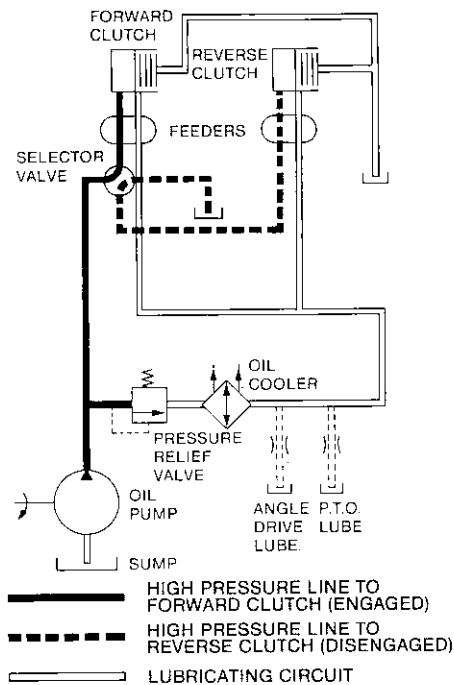 FORWARD
CLUTCH
REVERSE
CLUTCH
FEEDERS
SELECTOR
VALVE
OIL
COOLER
PRESSURE
RELIEF
VALVE
OIL
PUMP
ANGLE
DRIVE
LUBE.
P.T.O.
LUBE
SUMP
HIGH PRESSURE LINE TO
FORWARD CLUTCH (ENGAGED)
HIGH PRESSURE LINE TO
REVERSE CLUTCH (DISENGAGED)
LUBRICATING CIRCUIT